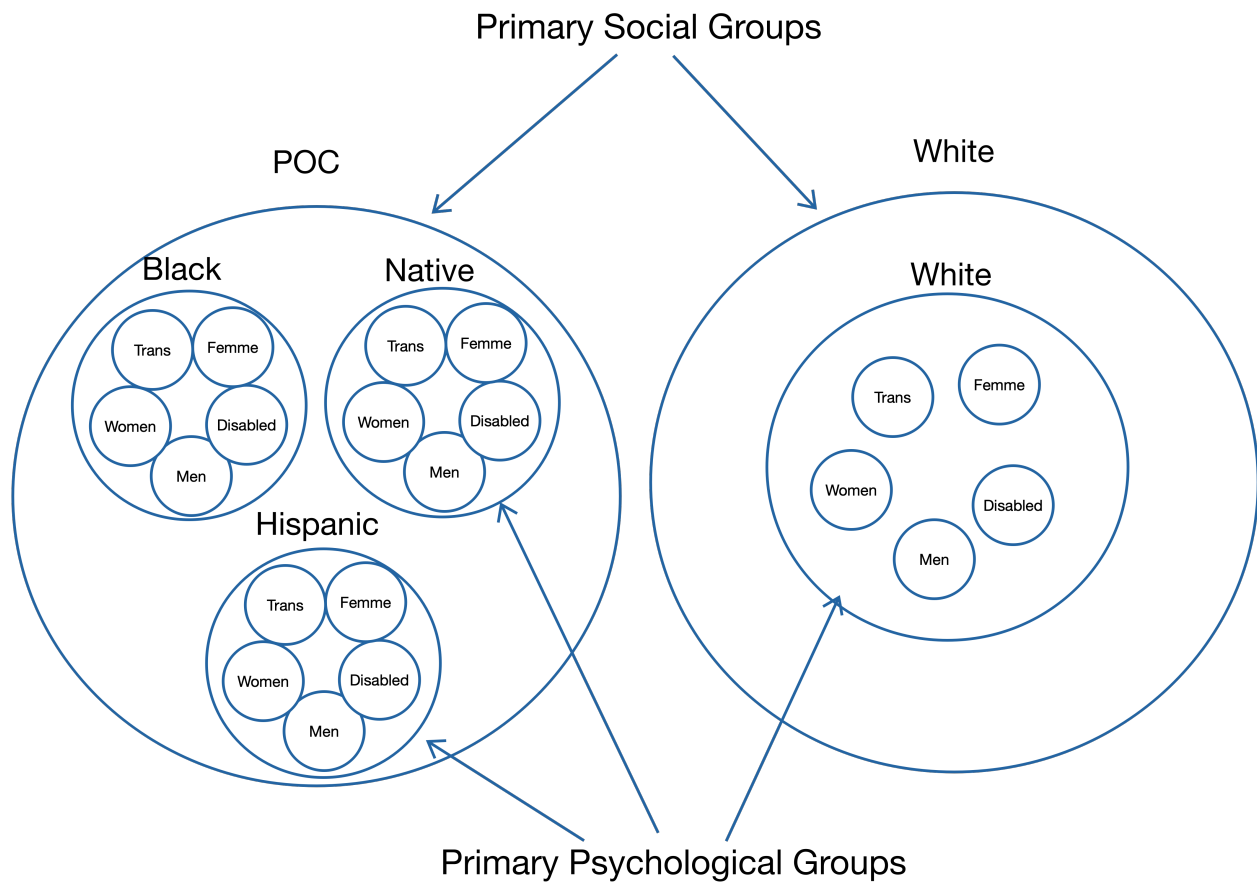 Primary Social Groups
POC
White
Black
Native
White
Trans
Femme
Women
Disabled
Men
Trans
Femme
Women
Disabled
Men
Trans
Femme
Women
Disabled
Men
Hispanic
Trans
Femme
Women
Disabled
Men
Primary Psychological Groups